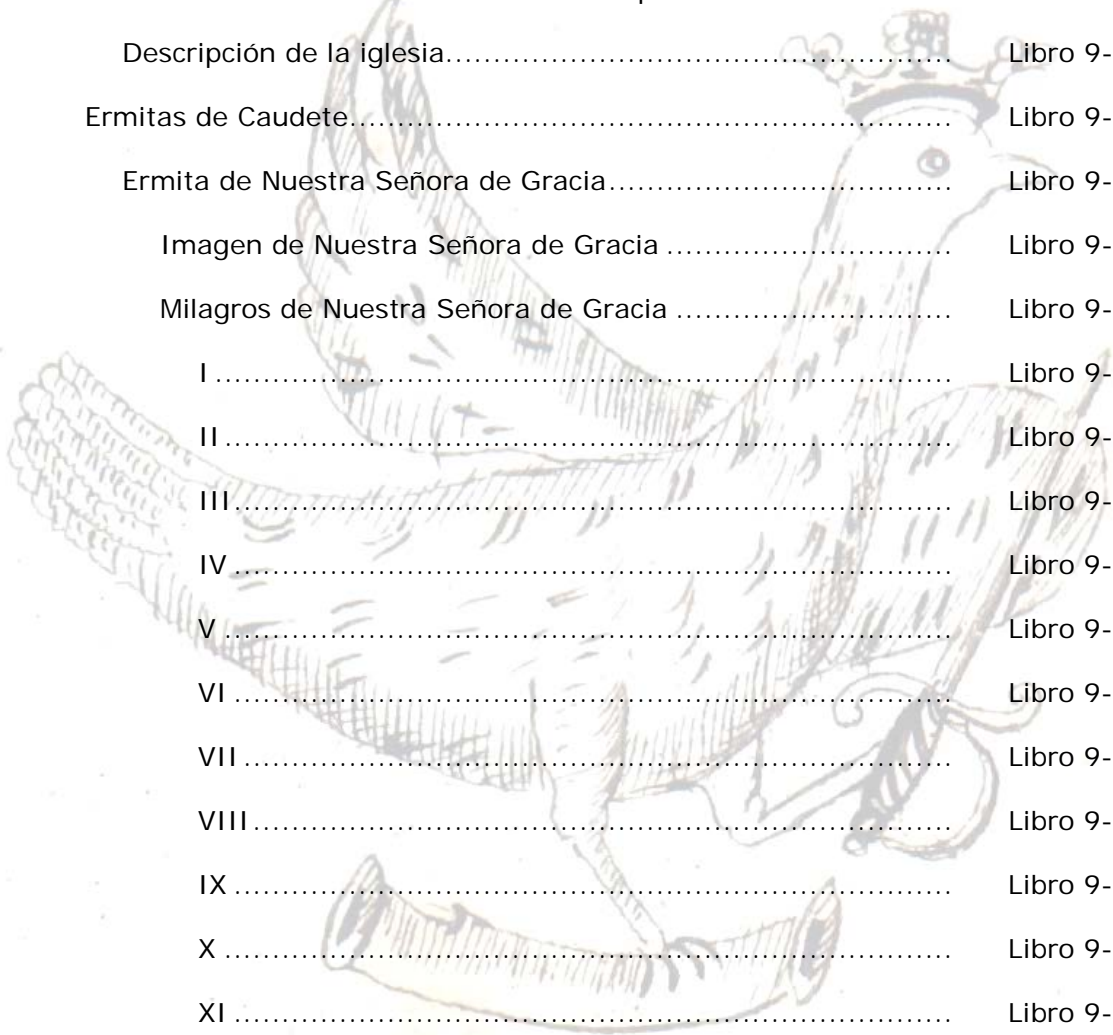 Descripción de la iglesia..................................................... Libro 9-
Ermitas de Caudete............................................................... Libro 9-
Ermita de Nuestra Señora de Gracia.................................... Libro 9-
Imagen de Nuestra Señora de Gracia .............................. Libro 9-
Milagros de Nuestra Señora de Gracia ............................. Libro 9-
I ............................................................................. Libro 9-
II ............................................................................ Libro 9-
III ........................................................................... Libro 9-
IV ........................................................................... Libro 9-
V ............................................................................ Libro 9-
VI ........................................................................... Libro 9-
VII .......................................................................... Libro 9-
VIII ......................................................................... Libro 9-
IX ........................................................................... Libro 9-
X ............................................................................ Libro 9-
XI ........................................................................... Libro 9-